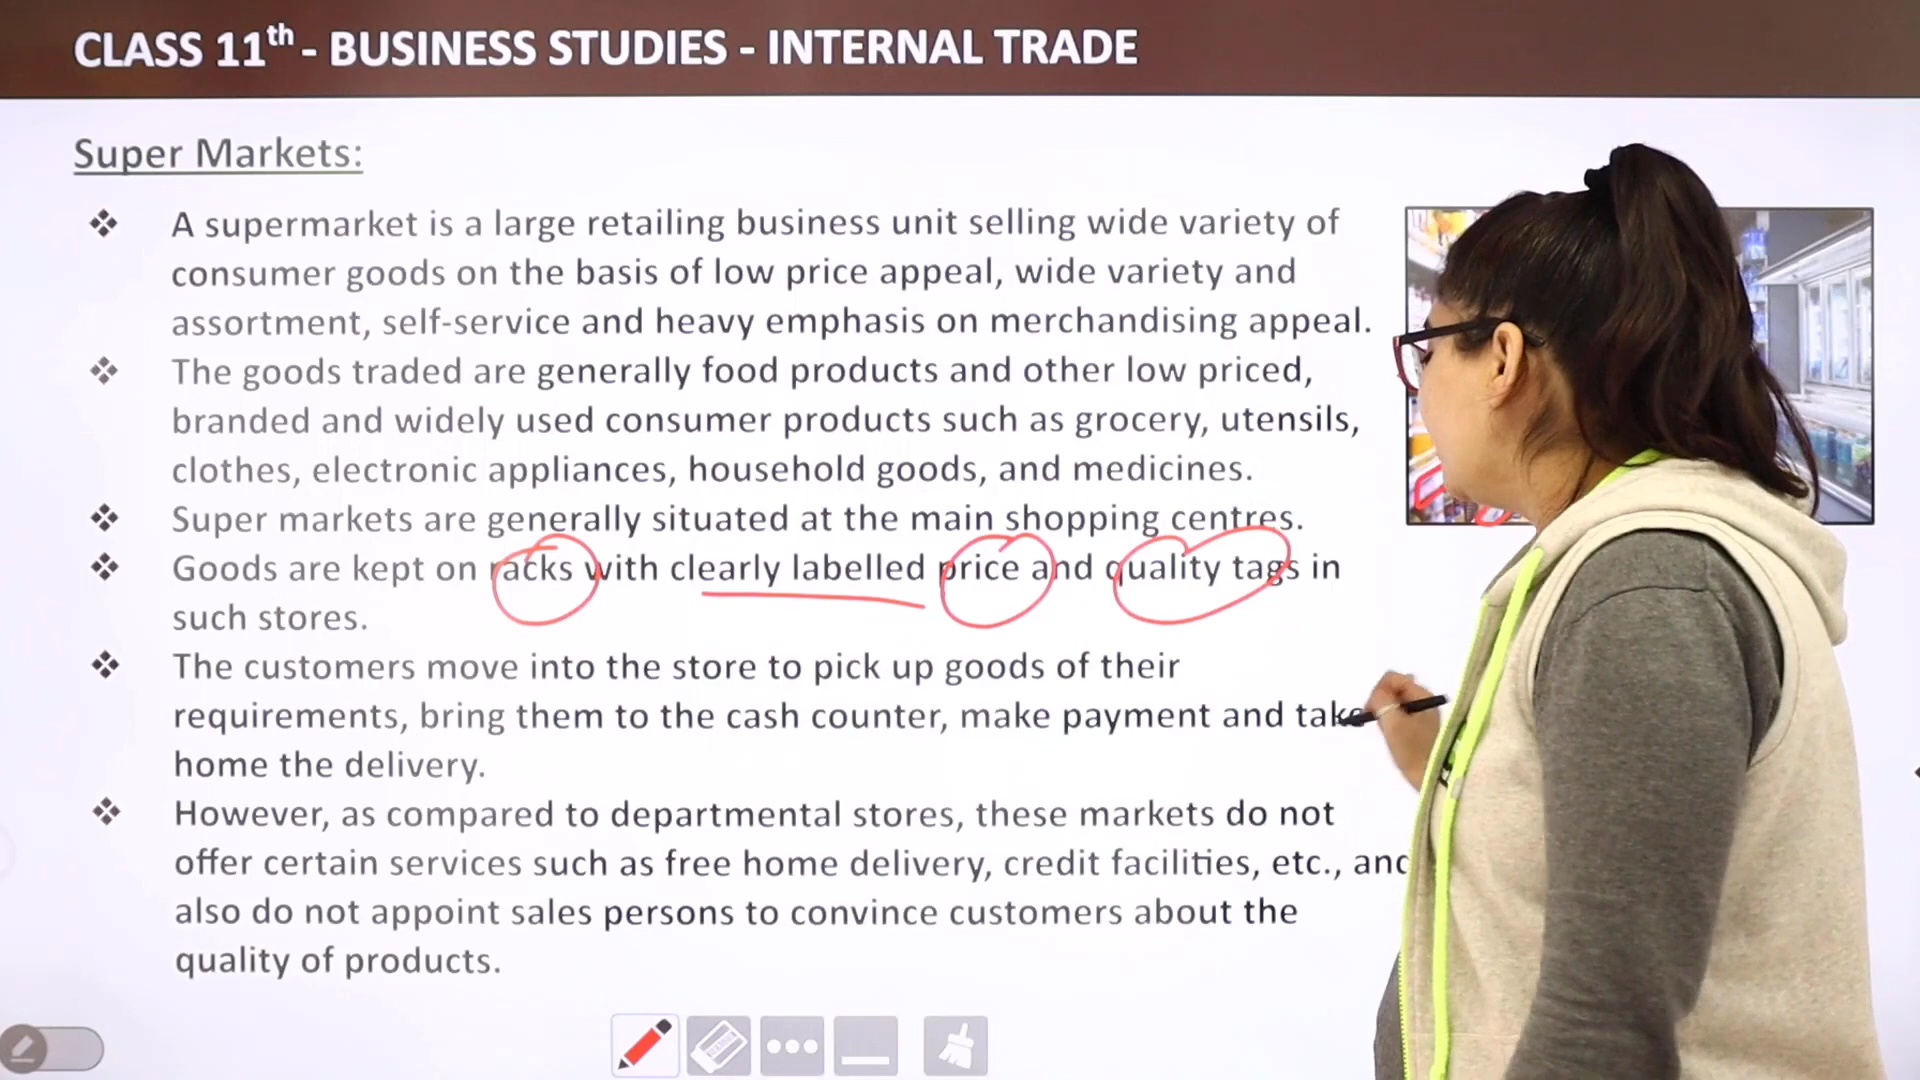 CLASS 11th - BUSINESS STUDIES - INTERNAL TRADE
Super Markets:
❖ A supermarket is a large retailing business unit selling wide variety of
consumer goods on the basis of low price appeal, wide variety and
assortment, self-service and heavy emphasis on merchandising appeal.
❖ The goods traded are generally food products and other low priced,
branded and widely used consumer products such as grocery, utensils,
clothes, electronic appliances, household goods, and medicines.
❖ Super markets are generally situated at the main shopping centres.
❖ Goods are kept on racks with clearly labelled price and quality tags in
such stores.
❖ The customers move into the store to pick up goods of their
requirements, bring them to the cash counter, make payment and take
home the delivery.
❖ However, as compared to departmental stores, these markets do not
offer certain services such as free home delivery, credit facilities, etc., and
also do not appoint sales persons to convince customers about the
quality of products.